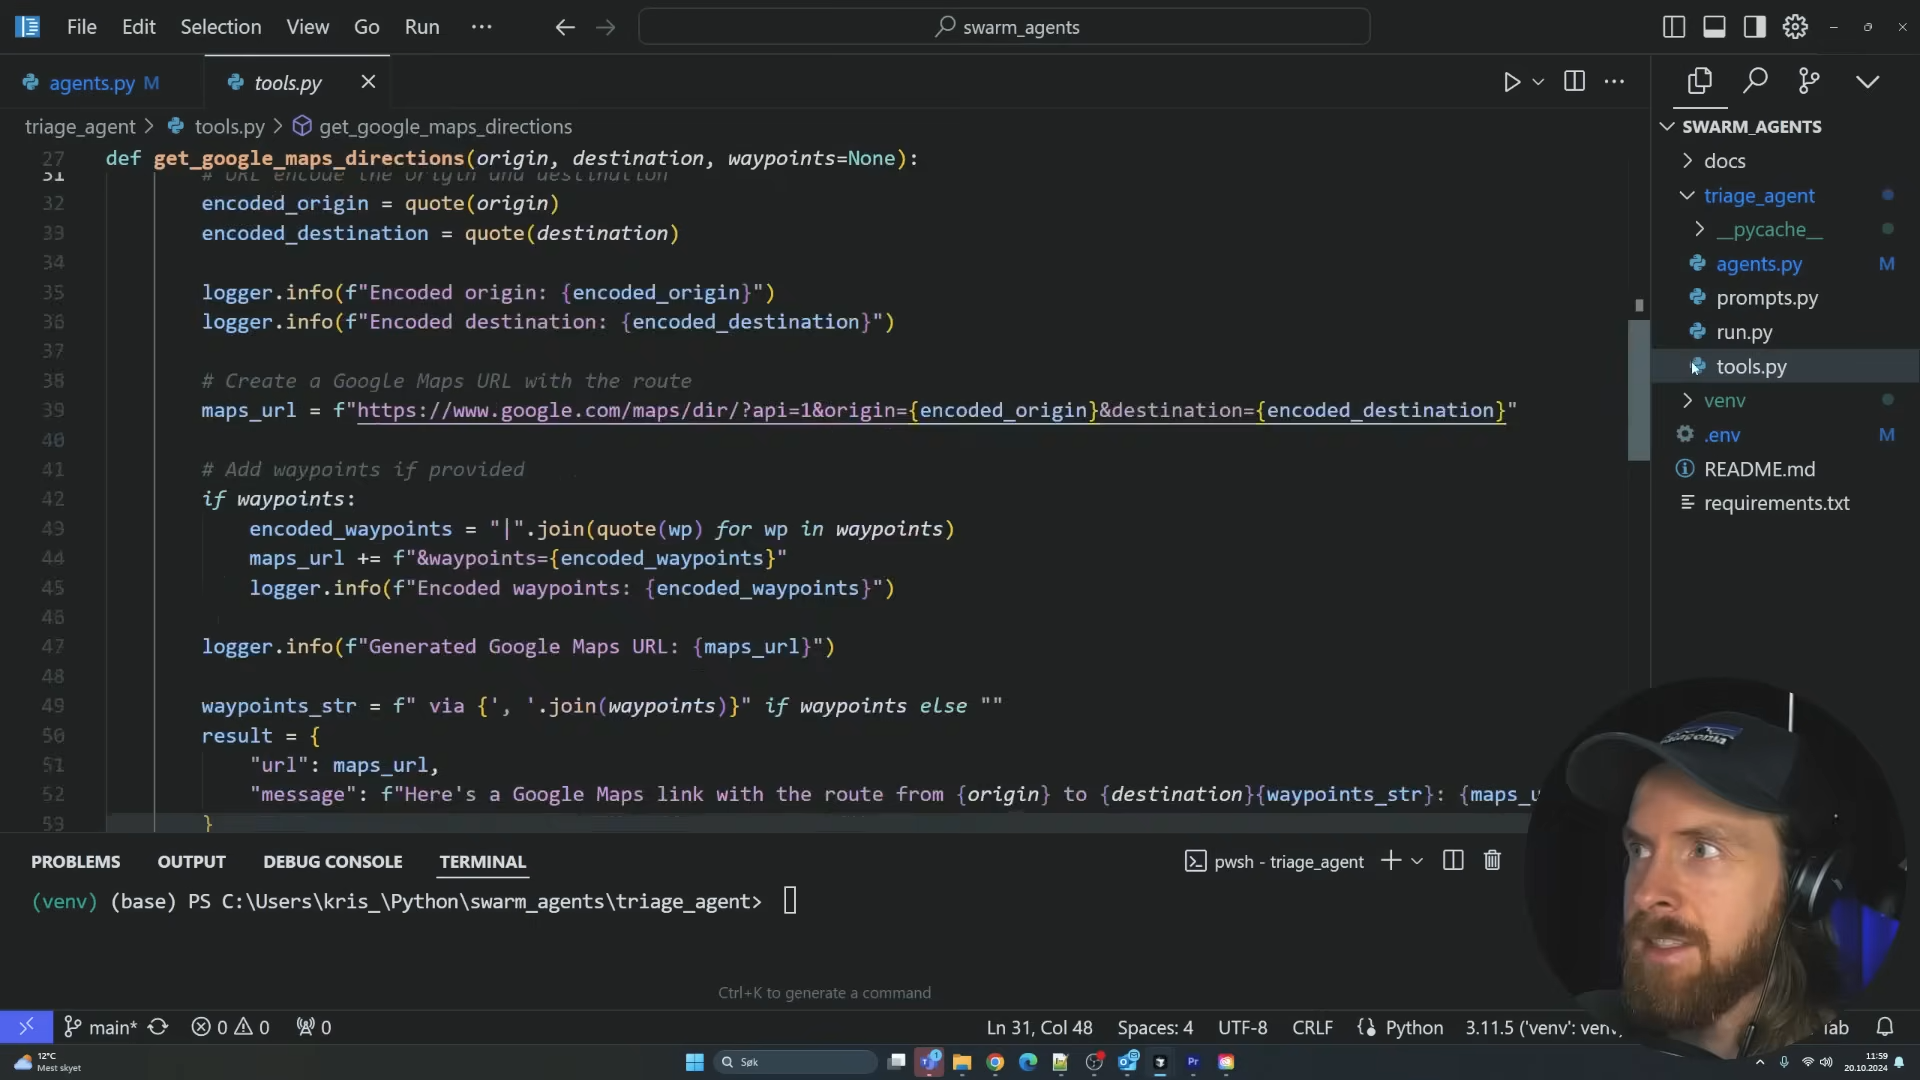 File Edit Selection View Go Run ···
swarm_agents
agents.py M
tools.py
triage_agent > tools.py > get_google_maps_directions
27 def get_google_maps_directions(origin, destination, waypoints=None):
31 # URL encode the origin and destination
32 encoded_origin = quote(origin)
33 encoded_destination = quote(destination)
34
35 logger.info(f"Encoded origin: {encoded_origin}")
36 logger.info(f"Encoded destination: {encoded_destination}")
37
38 # Create a Google Maps URL with the route
39 maps_url = f"https://www.google.com/maps/dir/?api=1&origin={encoded_origin}&destination={encoded_destination}"
40
41 # Add waypoints if provided
42 if waypoints:
43 encoded_waypoints = "|".join(quote(wp) for wp in waypoints)
44 maps_url += f"&waypoints={encoded_waypoints}"
45 logger.info(f"Encoded waypoints: {encoded_waypoints}")
46
47 logger.info(f"Generated Google Maps URL: {maps_url}")
48
49 waypoints_str = f" via {', '.join(waypoints)}" if waypoints else ""
50 result = {
51 "url": maps_url,
52 "message": f"Here's a Google Maps link with the route from {origin} to {destination}{waypoints_str}: {maps_u
53 }
SWARM_AGENTS
docs
triage_agent
__pycache__
agents.py M
prompts.py
run.py
tools.py
venv
.env M
README.md
requirements.txt
PROBLEMS OUTPUT DEBUG CONSOLE TERMINAL
pwsh - triage_agent
(venv) (base) PS C:\Users\kris_\Python\swarm_agents\triage_agent>
Ctrl+K to generate a command
patagonia
main* 0 0 0
Ln 31, Col 48 Spaces: 4 UTF-8 CRLF Python 3.11.5 ('venv': ven
12°C
Mest skyet
Søk
11:59
20.10.2024